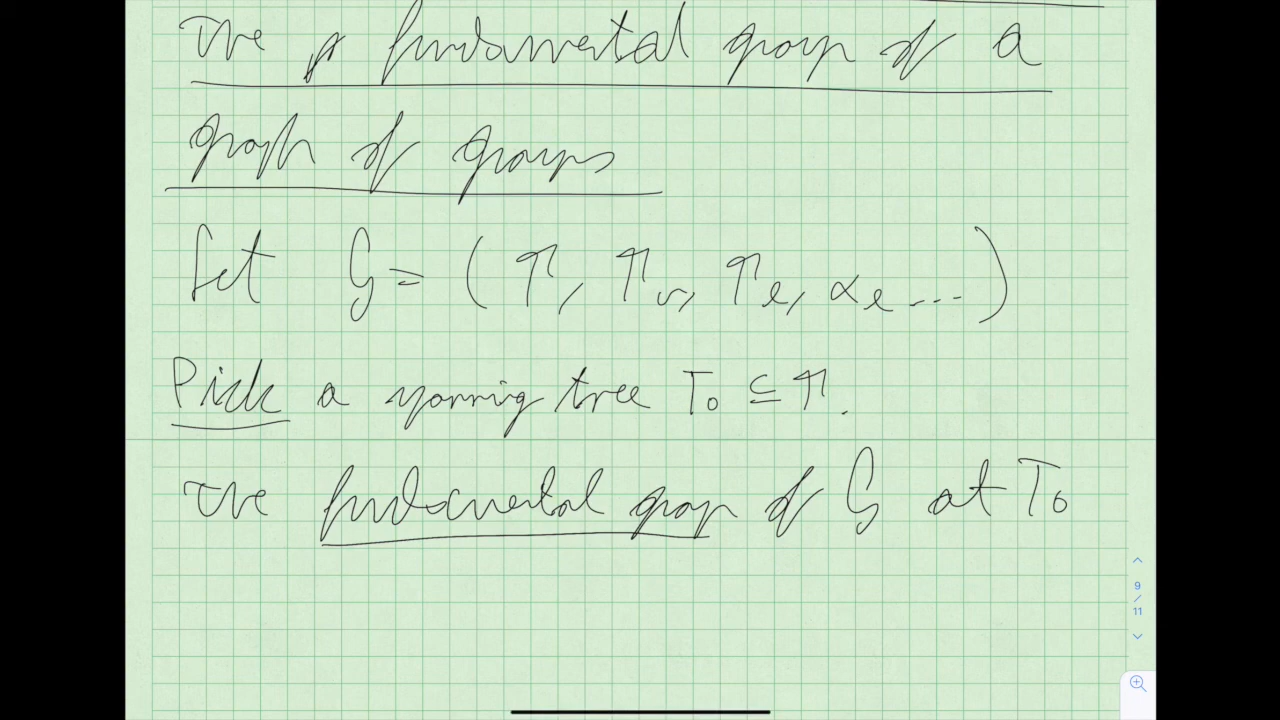 The fundamental group of a
graph of groups
Let 𝒢 = ( Γ, Γv, Γe, αe ... )
Pick a spanning tree T0 ⊆ Γ.
The fundamental group of 𝒢 at T0
9
/
11